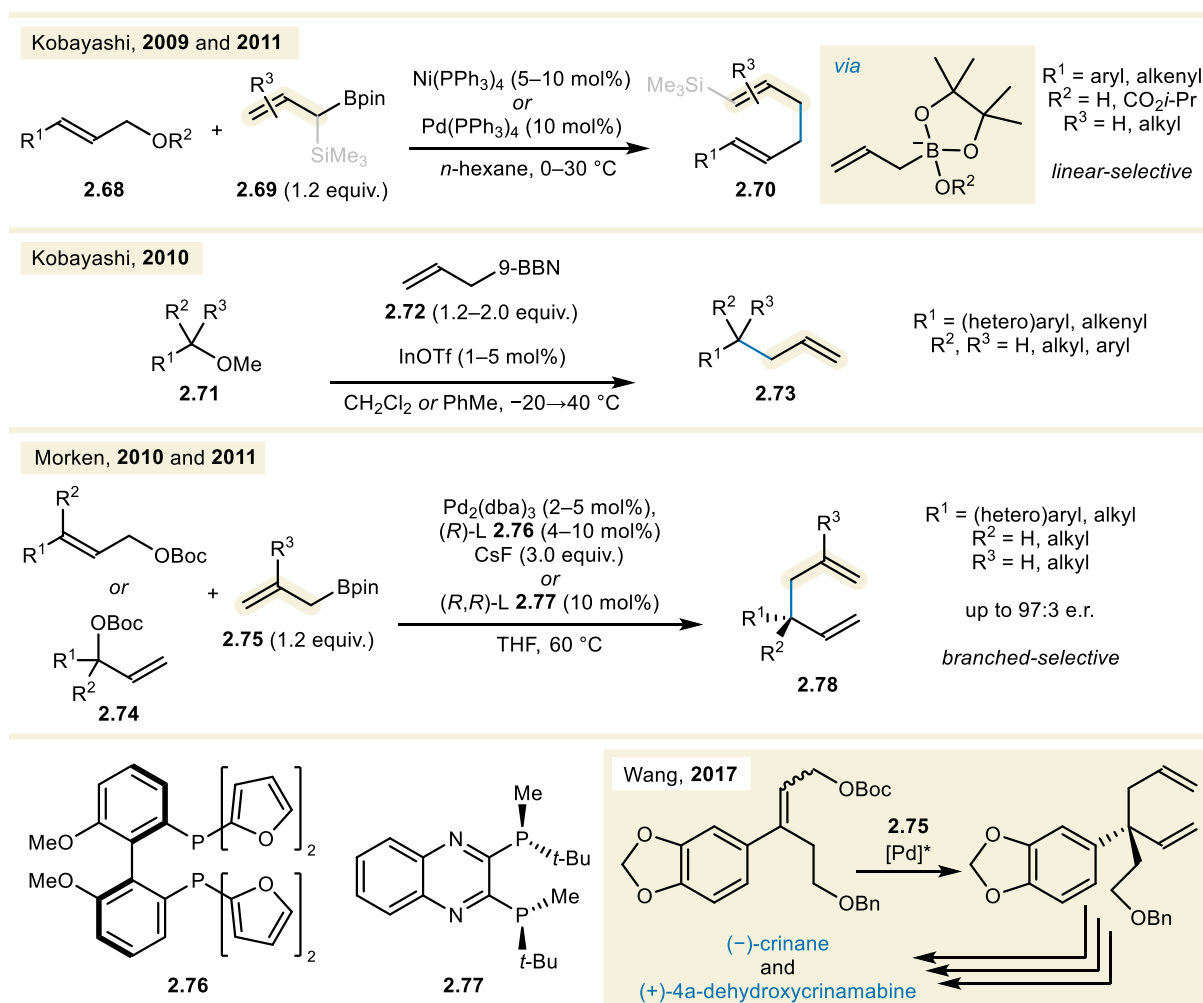 Kobayashi, 2009 and 2011
R1
OR2
2.68
+
R3
Bpin
SiMe3
2.69 (1.2 equiv.)
Ni(PPh3)4 (5–10 mol%)
or
Pd(PPh3)4 (10 mol%)
n-hexane, 0–30 °C
Me3Si
R3
R1
2.70
via
O
B
−
O
OR2
R1 = aryl, alkenyl
R2 = H, CO2i-Pr
R3 = H, alkyl
linear-selective
Kobayashi, 2010
R2
R3
R1
OMe
2.71
9-BBN
2.72 (1.2–2.0 equiv.)
InOTf (1–5 mol%)
CH2Cl2 or PhMe, −20→40 °C
R2
R3
R1
2.73
R1 = (hetero)aryl, alkenyl
R2, R3 = H, alkyl, aryl
Morken, 2010 and 2011
R2
R1
OBoc
or
OBoc
R1
R2
2.74
+
R3
Bpin
2.75 (1.2 equiv.)
Pd2(dba)3 (2–5 mol%),
(R)-L 2.76 (4–10 mol%)
CsF (3.0 equiv.)
or
(R,R)-L 2.77 (10 mol%)
THF, 60 °C
R3
R1
R2
2.78
R1 = (hetero)aryl, alkyl
R2 = H, alkyl
R3 = H, alkyl
up to 97:3 e.r.
branched-selective
MeO
P
O
2
MeO
P
O
2
2.76
N
N
Me
P
t-Bu
P
Me
t-Bu
2.77
Wang, 2017
OBoc
O
O
OBn
2.75
[Pd]*
O
O
OBn
(−)-crinane
and
(+)-4a-dehydroxycrinamabine